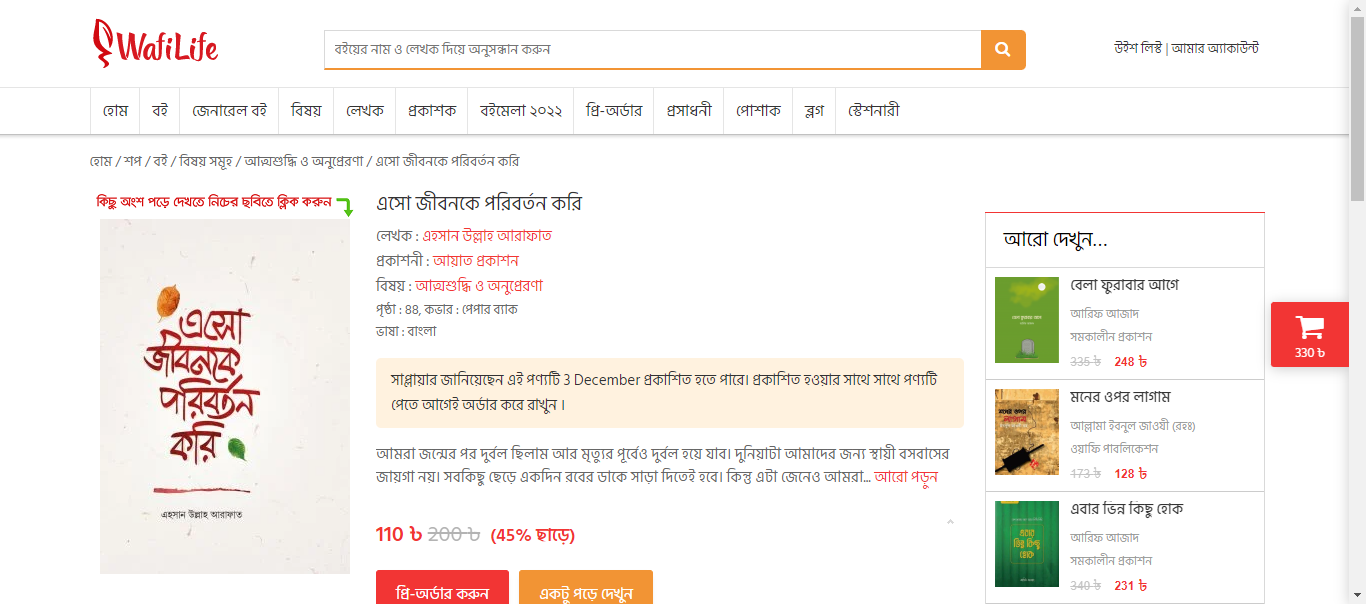 WafiLife
বইয়ের নাম ও লেখক দিয়ে অনুসন্ধান করুন
উইশ লিস্ট | আমার অ্যাকাউন্ট
হোম বই জেনারেল বই বিষয় লেখক প্রকাশক বইমেলা ২০২২ প্রি-অর্ডার প্রসাধনী পোশাক ব্লগ স্টেশনারী
হোম / শপ / বই / বিষয় সমূহ / আত্মশুদ্ধি ও অনুপ্রেরণা / এসো জীবনকে পরিবর্তন করি
কিছু অংশ পড়ে দেখতে নিচের ছবিতে ক্লিক করুন
এসো
জীবনকে
পরিবর্তন
করি
এহসান উল্লাহ আরাফাত
এসো জীবনকে পরিবর্তন করি
লেখক : এহসান উল্লাহ আরাফাত
প্রকাশনী : আয়াত প্রকাশন
বিষয় : আত্মশুদ্ধি ও অনুপ্রেরণা
পৃষ্ঠা : 88, কভার : পেপার ব্যাক
ভাষা : বাংলা
সাপ্লায়ার জানিয়েছেন এই পণ্যটি 3 December প্রকাশিত হতে পারে। প্রকাশিত হওয়ার সাথে সাথে পণ্যটি
পেতে আগেই অর্ডার করে রাখুন ।
আমরা জন্মের পর দুর্বল ছিলাম আর মৃত্যুর পূর্বেও দুর্বল হয়ে যাব। দুনিয়াটা আমাদের জন্য স্থায়ী বসবাসের
জায়গা নয়। সবকিছু ছেড়ে একদিন রবের ডাকে সাড়া দিতেই হবে। কিন্তু এটা জেনেও আমরা... আরো পড়ুন
110 ৳ 200 ৳ (45% ছাড়ে)
প্রি-অর্ডার করুন
একটু পড়ে দেখুন
আরো দেখুন...
বেলা ফুরাবার আগে
আরিফ আজাদ
সমকালীন প্রকাশন
335 ৳ 248 ৳
মনের ওপর লাগাম
আল্লামা ইবনুল জাওযী (রহঃ)
ওয়াফি পাবলিকেশন
173 ৳ 128 ৳
এবার ভিন্ন কিছু হোক
আরিফ আজাদ
সমকালীন প্রকাশন
340 ৳ 231 ৳
330 ৳